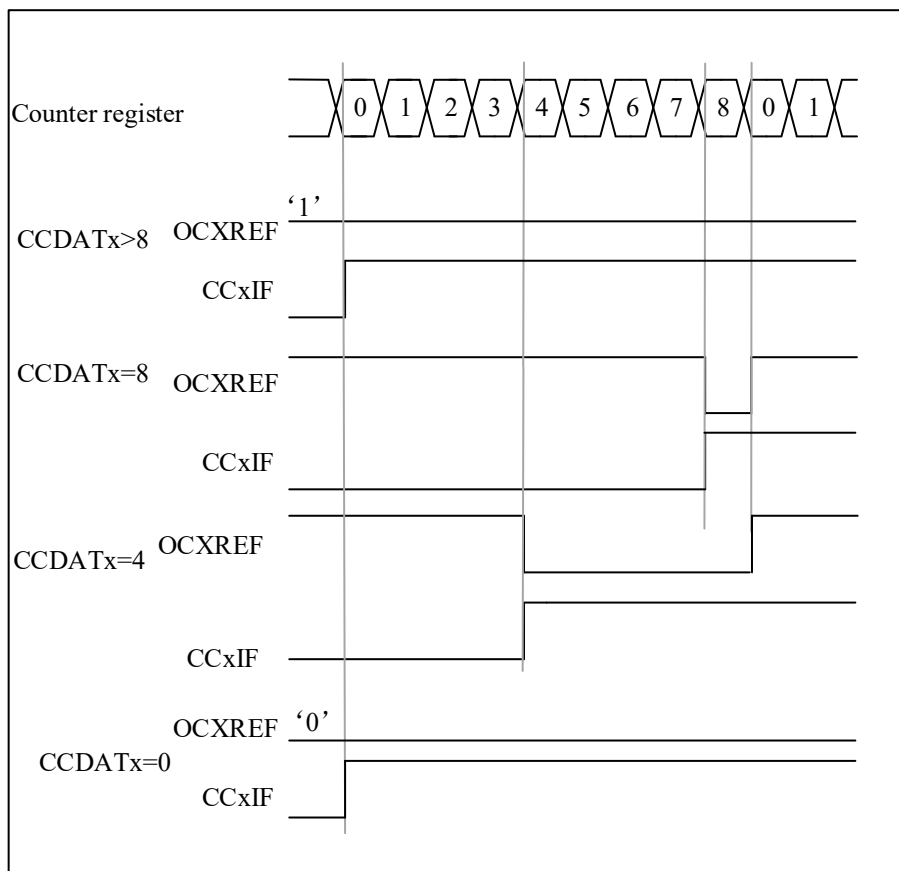 Counter register 0 1 2 3 4 5 6 7 8 0 1
‘1’
CCDATx>8 OCXREF
CCxIF
CCDATx=8 OCXREF
CCxIF
CCDATx=4 OCXREF
CCxIF
OCXREF ‘0’
CCDATx=0
CCxIF